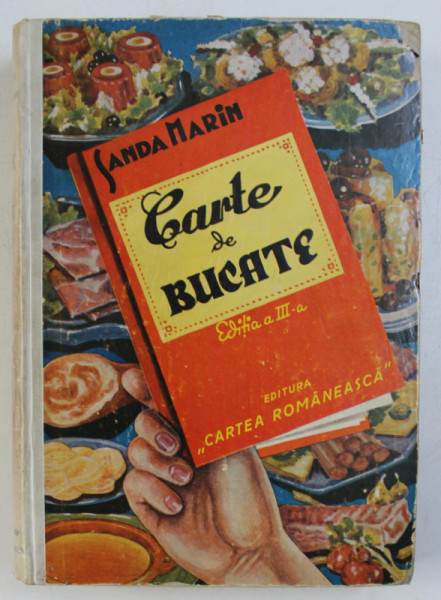 SANDA MARIN
Carte
de
BUCATE
Ediția a III-a
EDITURA
„CARTEA ROMÂNEASCĂ"